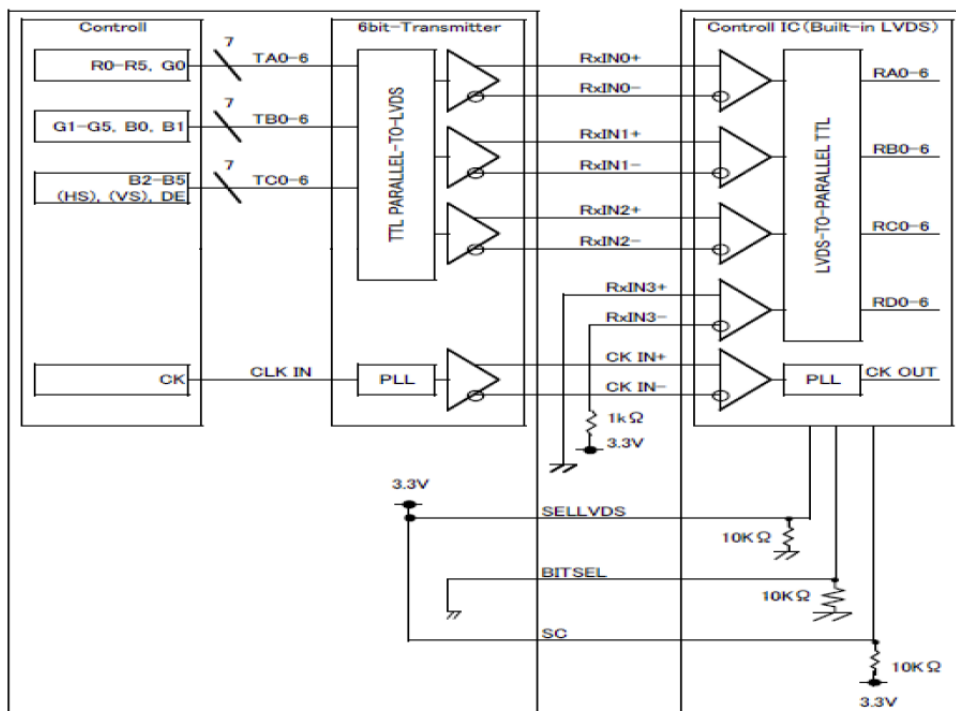 Controll
6bit-Transmitter
Controll IC(Built-in LVDS)
R0-R5, G0
7
TA0-6
RxIN0+
RxIN0-
RA0-6
G1-G5, B0, B1
7
TB0-6
RxIN1+
RxIN1-
RB0-6
B2-B5
(HS), (VS), DE
7
TC0-6
RxIN2+
RxIN2-
RC0-6
TTL PARALLEL-TO-LVDS
LVDS-TO-PARALLEL TTL
RxIN3+
RxIN3-
RD0-6
CK
CLK IN
PLL
CK IN+
CK IN-
PLL
CK OUT
1kΩ
3.3V
3.3V
SELLVDS
10KΩ
BITSEL
10KΩ
SC
10KΩ
3.3V